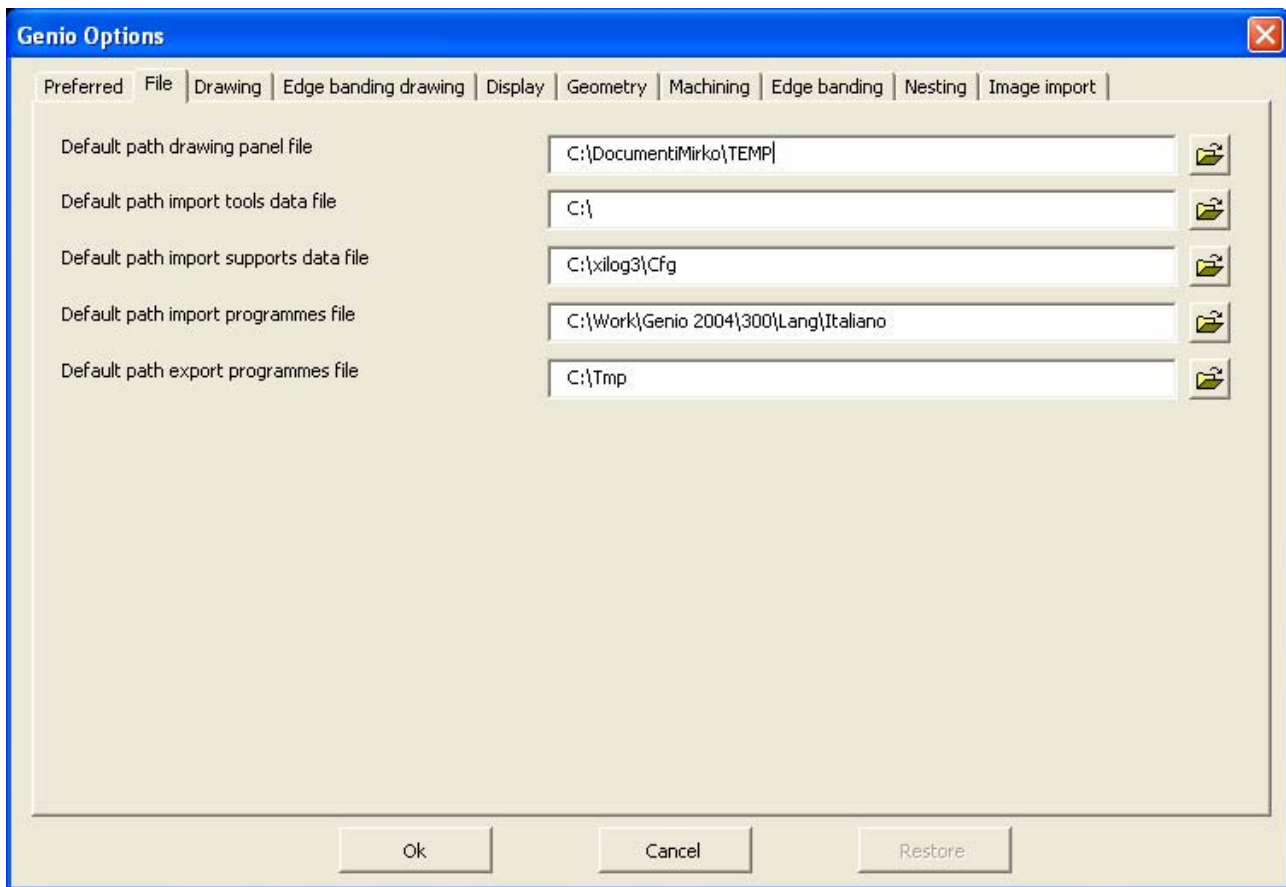 Genio Options
Preferred File Drawing Edge banding drawing Display Geometry Machining Edge banding Nesting Image import
Default path drawing panel file C:\DocumentiMirko\TEMP
Default path import tools data file C:\
Default path import supports data file C:\xilog3\Cfg
Default path import programmes file C:\Work\Genio 2004\300\Lang\Italiano
Default path export programmes file C:\Tmp
Ok Cancel Restore